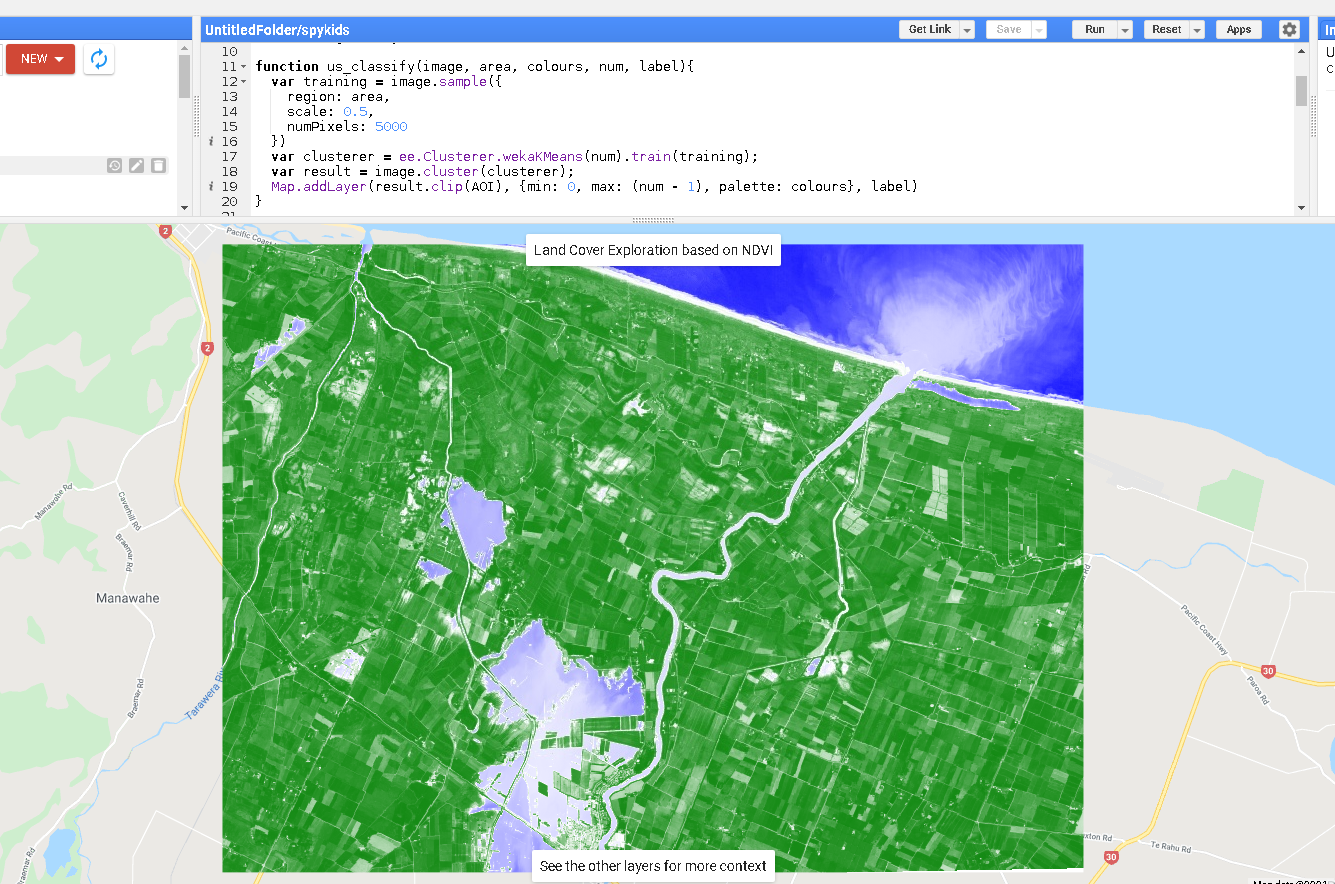 UntitledFolder/spykids
Get Link
Save
Run
Reset
Apps
NEW
10
11 function us_classify(image, area, colours, num, label){
12 var training = image.sample({
13 region: area,
14 scale: 0.5,
15 numPixels: 5000
i 16 })
17 var clusterer = ee.Clusterer.wekaKMeans(num).train(training);
18 var result = image.cluster(clusterer);
i 19 Map.addLayer(result.clip(AOI), {min: 0, max: (num - 1), palette: colours}, label)
20 }
2
Pacific Coast
Land Cover Exploration based on NDVI
2
Manawahe Rd
Caverhill Rd
Braemar Rd
Manawahe
Rd
Pacific Coast Hwy
30
Paroa Rd
Braemar Rd
Tarawera Riv
Te Rahu Rd
30
Braemar Rd
See the other layers for more context